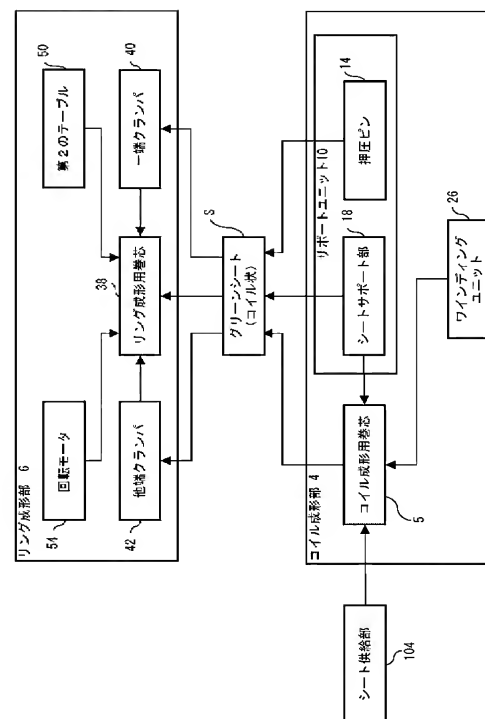 リング成形部 6
50
第2のテーブル
40
一端クランパ
38
リング成形用巻芯
回転モータ
54
他端クランパ
42
S
グリーンシート
(コイル状)
コイル成形部 4
リポートユニット10
14
押圧ピン
18
シートサポート部
26
ワインディング
ユニット
コイル成形用巻芯
5
シート供給部
104